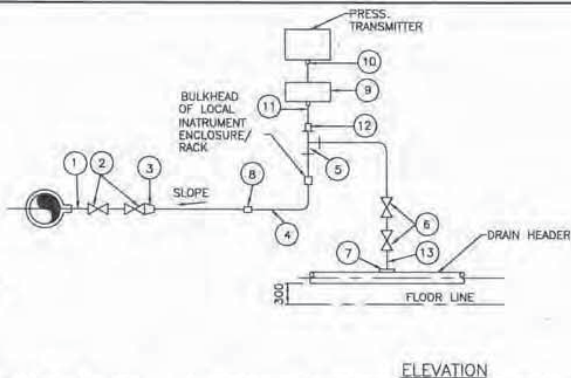 PRESS.
TRANSMITTER
10
9
BULKHEAD
OF LOCAL
INATRUMENT
ENCLOSURE/
RACK
11
12
5
1
2
3
SLOPE
8
4
6
7
13
DRAIN HEADER
300
FLOOR LINE
ELEVATION